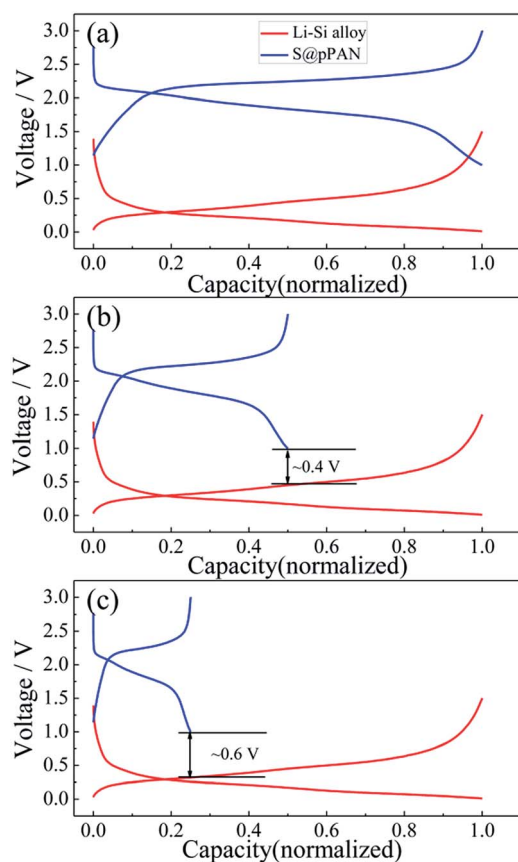 (a)
Li-Si alloy
S@pPAN
Voltage / V
3.0
2.5
2.0
1.5
1.0
0.5
0.0
0.0 0.2 0.4 0.6 0.8 1.0
Capacity(normalized)
(b)
Voltage / V
3.0
2.5
2.0
1.5
1.0
0.5
0.0
~0.4 V
0.0 0.2 0.4 0.6 0.8 1.0
Capacity(normalized)
(c)
Voltage / V
3.0
2.5
2.0
1.5
1.0
0.5
0.0
~0.6 V
0.0 0.2 0.4 0.6 0.8 1.0
Capacity(normalized)